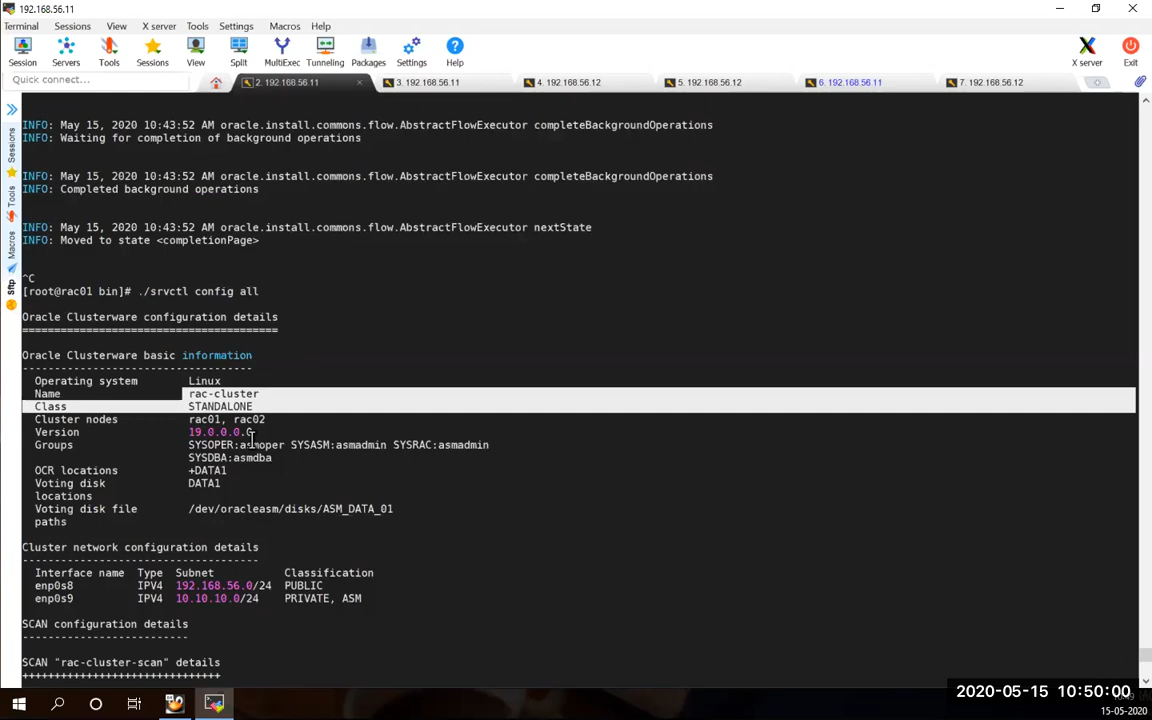 192.168.56.11
Terminal Sessions View X server Tools Settings Macros Help
Session Servers Tools Sessions View Split MultiExec Tunneling Packages Settings Help X server Exit
Quick connect... 2. 192.168.56.11 3. 192.168.56.11 4. 192.168.56.12 5. 192.168.56.12 6. 192.168.56.11 7. 192.168.56.12
Sessions
Tools
Macros
Sftp
INFO: May 15, 2020 10:43:52 AM oracle.install.commons.flow.AbstractFlowExecutor completeBackgroundOperations
INFO: Waiting for completion of background operations
INFO: May 15, 2020 10:43:52 AM oracle.install.commons.flow.AbstractFlowExecutor completeBackgroundOperations
INFO: Completed background operations
INFO: May 15, 2020 10:43:52 AM oracle.install.commons.flow.AbstractFlowExecutor nextState
INFO: Moved to state <completionPage>
^C
[root@rac01 bin]# ./srvctl config all
Oracle Clusterware configuration details
========================================
Oracle Clusterware basic information
------------------------------------
Operating system Linux
Name rac-cluster
Class STANDALONE
Cluster nodes rac01, rac02
Version 19.0.0.0.0
Groups SYSOPER:asmoper SYSASM:asmadmin SYSRAC:asmadmin
SYSDBA:asmdba
OCR locations +DATA1
Voting disk DATA1
locations
Voting disk file /dev/oracleasm/disks/ASM_DATA_01
paths
Cluster network configuration details
-------------------------------------
Interface name Type Subnet Classification
enp0s8 IPV4 192.168.56.0/24 PUBLIC
enp0s9 IPV4 10.10.10.0/24 PRIVATE, ASM
SCAN configuration details
--------------------------
SCAN "rac-cluster-scan" details
+++++++++++++++++++++++++++++++
2020-05-15 10:50:00
15-05-2020